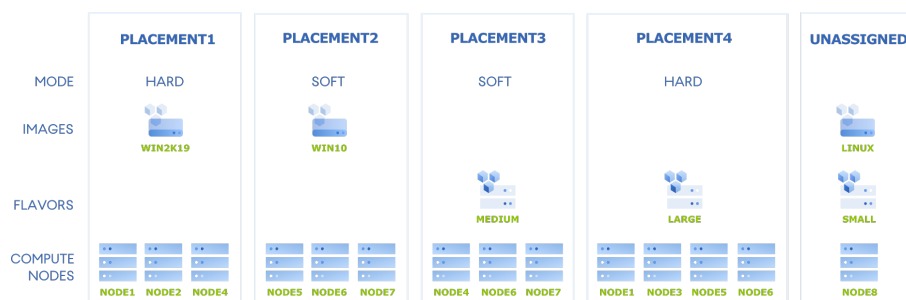 PLACEMENT1 PLACEMENT2 PLACEMENT3 PLACEMENT4 UNASSIGNED
MODE HARD SOFT SOFT HARD
IMAGES
WIN2K19 WIN10 LINUX
FLAVORS
MEDIUM LARGE SMALL
COMPUTE
NODES
NODE1 NODE2 NODE4 NODE5 NODE6 NODE7 NODE4 NODE6 NODE7 NODE1 NODE3 NODE5 NODE6 NODE8